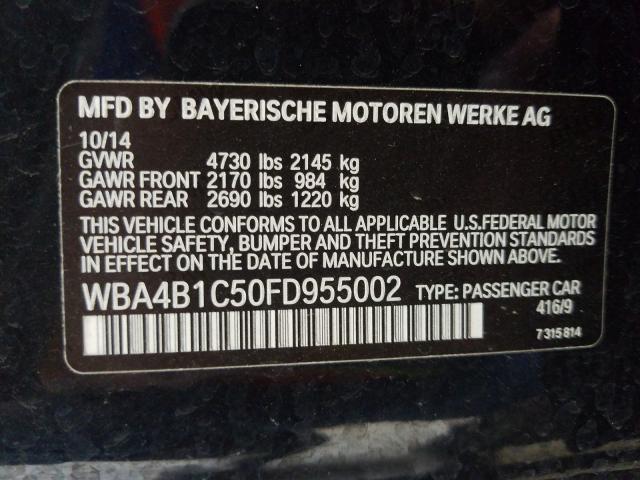 MFD BY BAYERISCHE MOTOREN WERKE AG
10/14
GVWR 4730 lbs 2145 kg
GAWR FRONT 2170 lbs 984 kg
GAWR REAR 2690 lbs 1220 kg
THIS VEHICLE CONFORMS TO ALL APPLICABLE U.S.FEDERAL MOTOR
VEHICLE SAFETY, BUMPER AND THEFT PREVENTION STANDARDS
IN EFFECT ON THE DATE OF MANUFACTURE SHOWN ABOVE.
WBA4B1C50FD955002 TYPE: PASSENGER CAR
416/9
7 315 814